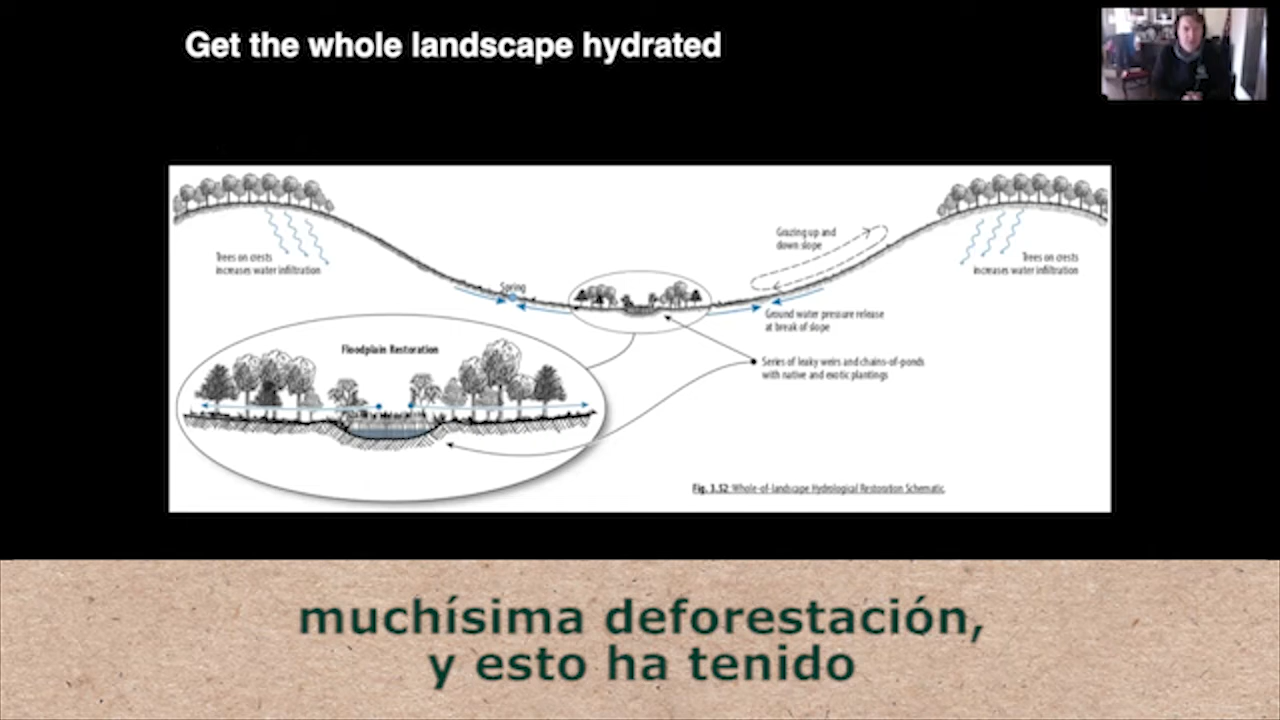 Get the whole landscape hydrated
Trees on crests
increases water infiltration
Spring
Grazing up and
down slope
Trees on crests
increases water infiltration
Ground water pressure release
at break of slope
Floodplain Restoration
Series of leaky weirs and chains-of-ponds
with native and exotic plantings
Fig. 3.52: Whole-of-landscape Hydrological Restoration Schematic.
muchísima deforestación,
y esto ha tenido